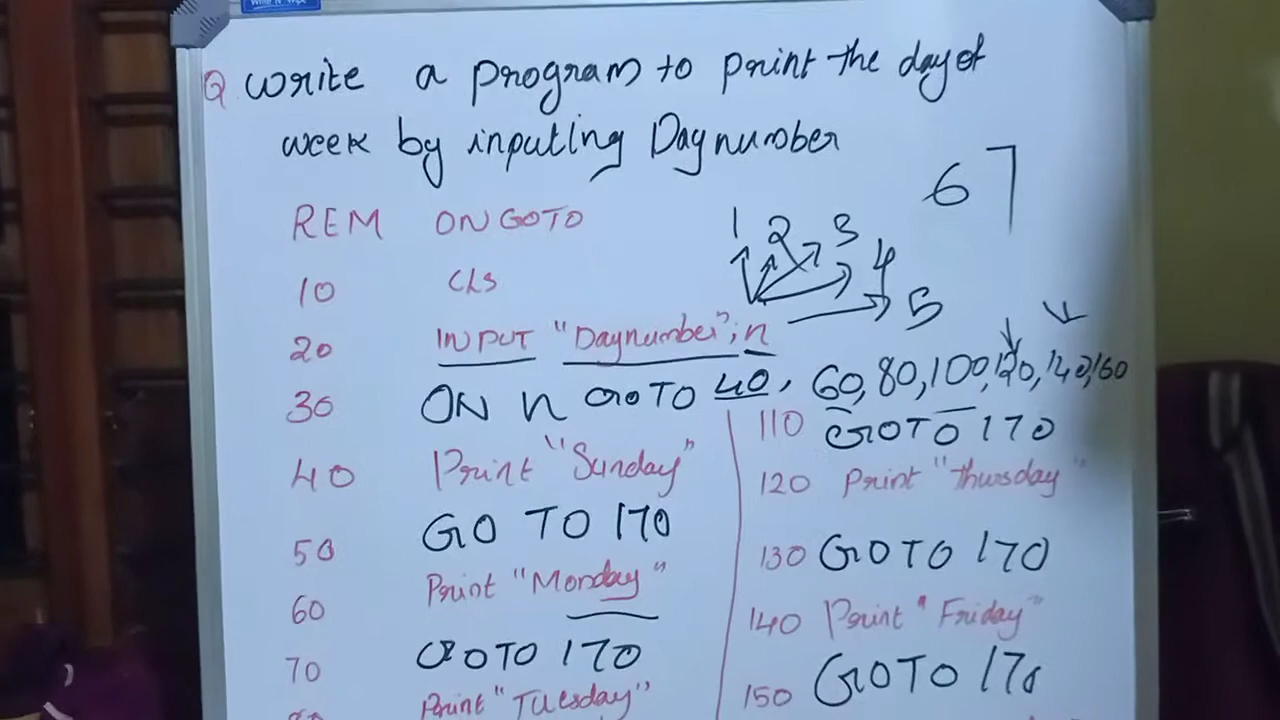 Q Write a program to print the day of
week by inputing Daynumber
6 7
REM ON GOTO
1 2 3 4 5
10 CLS
20 INPUT "Daynumber"; n
30 ON n GOTO 40, 60, 80, 100, 120, 140, 160
40 Print "Sunday"
50 GO TO 170
60 Print "Monday"
70 GOTO 170
Print "Tuesday"
110 GOTO 170
120 Print "Thursday"
130 GOTO 170
140 Print "Friday"
150 GOTO 170